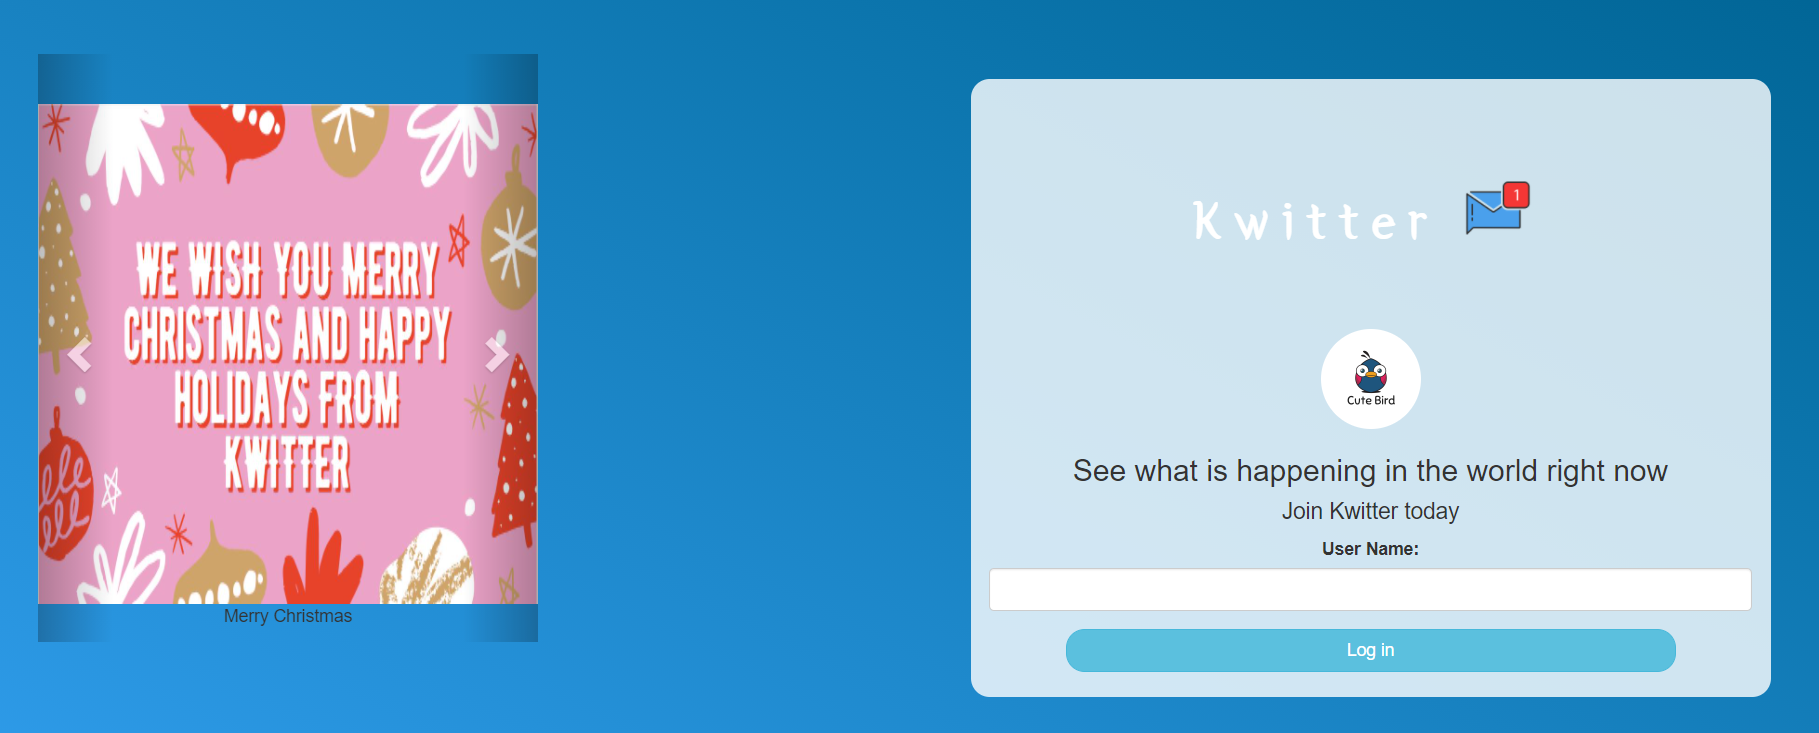 WE WISH YOU MERRY
CHRISTMAS AND HAPPY
HOLIDAYS FROM
KWITTER
Merry Christmas
Kwitter
1
Cute Bird
See what is happening in the world right now
Join Kwitter today
User Name:
Log in